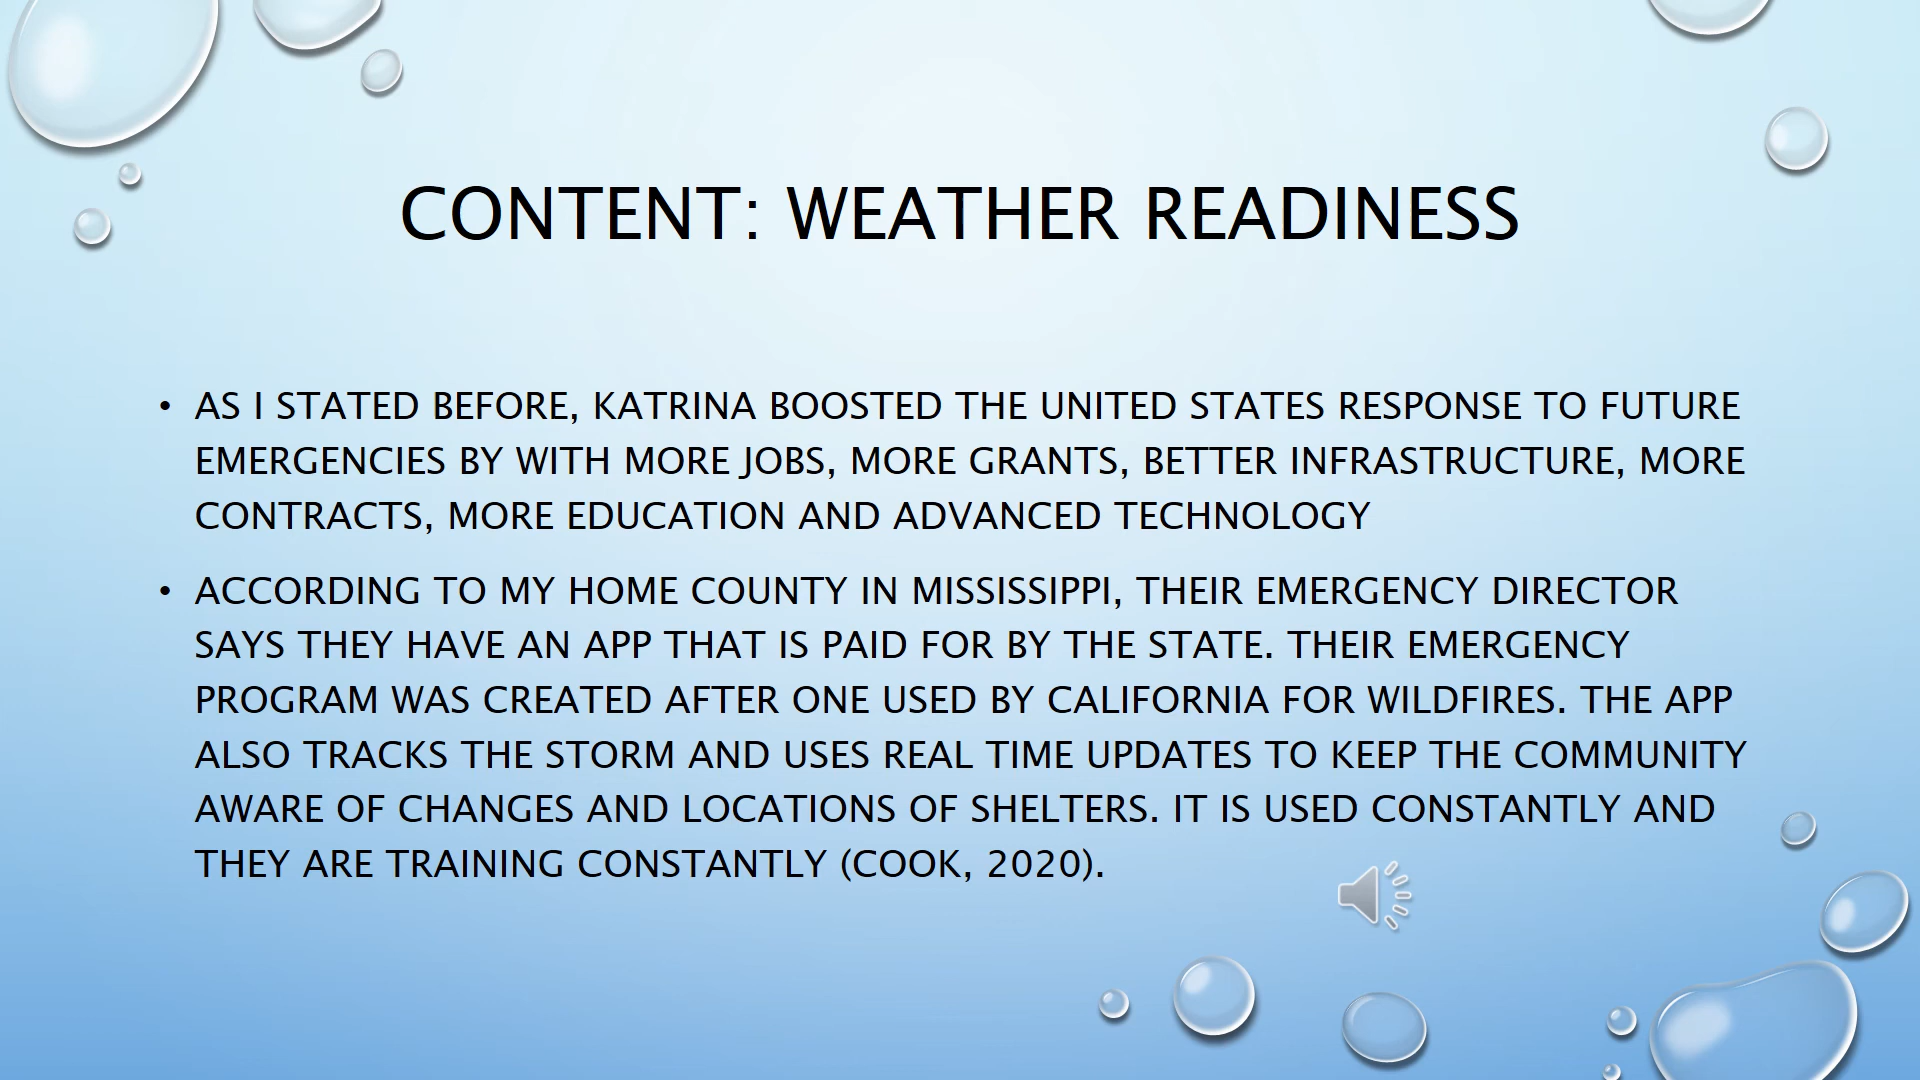 CONTENT: WEATHER READINESS
• AS I STATED BEFORE, KATRINA BOOSTED THE UNITED STATES RESPONSE TO FUTURE
EMERGENCIES BY WITH MORE JOBS, MORE GRANTS, BETTER INFRASTRUCTURE, MORE
CONTRACTS, MORE EDUCATION AND ADVANCED TECHNOLOGY
• ACCORDING TO MY HOME COUNTY IN MISSISSIPPI, THEIR EMERGENCY DIRECTOR
SAYS THEY HAVE AN APP THAT IS PAID FOR BY THE STATE. THEIR EMERGENCY
PROGRAM WAS CREATED AFTER ONE USED BY CALIFORNIA FOR WILDFIRES. THE APP
ALSO TRACKS THE STORM AND USES REAL TIME UPDATES TO KEEP THE COMMUNITY
AWARE OF CHANGES AND LOCATIONS OF SHELTERS. IT IS USED CONSTANTLY AND
THEY ARE TRAINING CONSTANTLY (COOK, 2020).